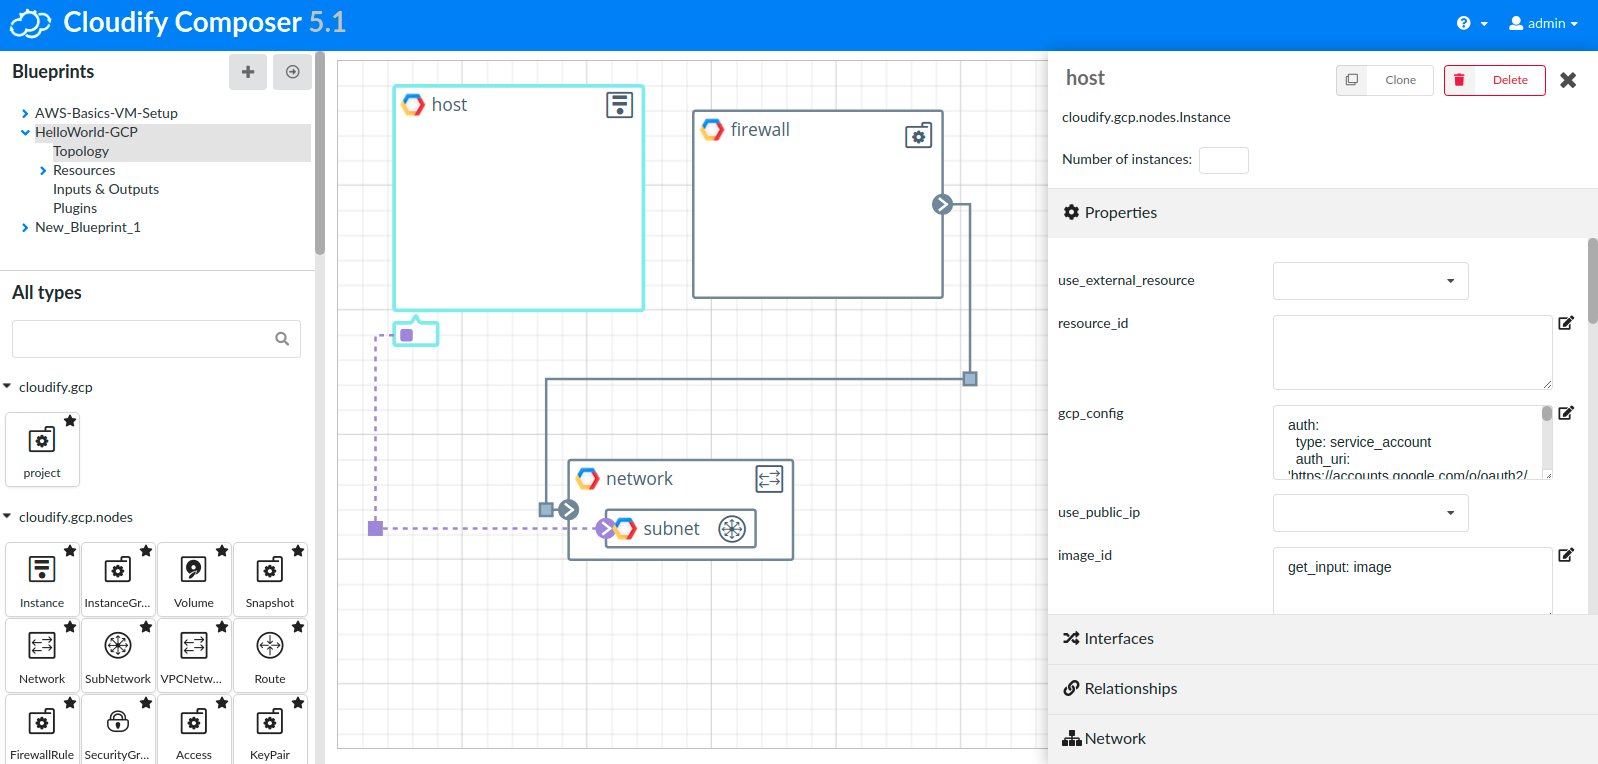 Cloudify Composer 5.1
admin
Blueprints
AWS-Basics-VM-Setup
HelloWorld-GCP
Topology
Resources
Inputs & Outputs
Plugins
New_Blueprint_1
All types
cloudify.gcp
project
cloudify.gcp.nodes
Instance
InstanceGr...
Volume
Snapshot
Network
SubNetwork
VPCNetw...
Route
FirewallRule
SecurityGr...
Access
KeyPair
host
firewall
network
subnet
host
Clone
Delete
cloudify.gcp.nodes.Instance
Number of instances:
Properties
use_external_resource
resource_id
gcp_config
auth:
type: service_account
auth_uri:
'https://accounts.google.com/o/oauth2/
use_public_ip
image_id
get_input: image
Interfaces
Relationships
Network